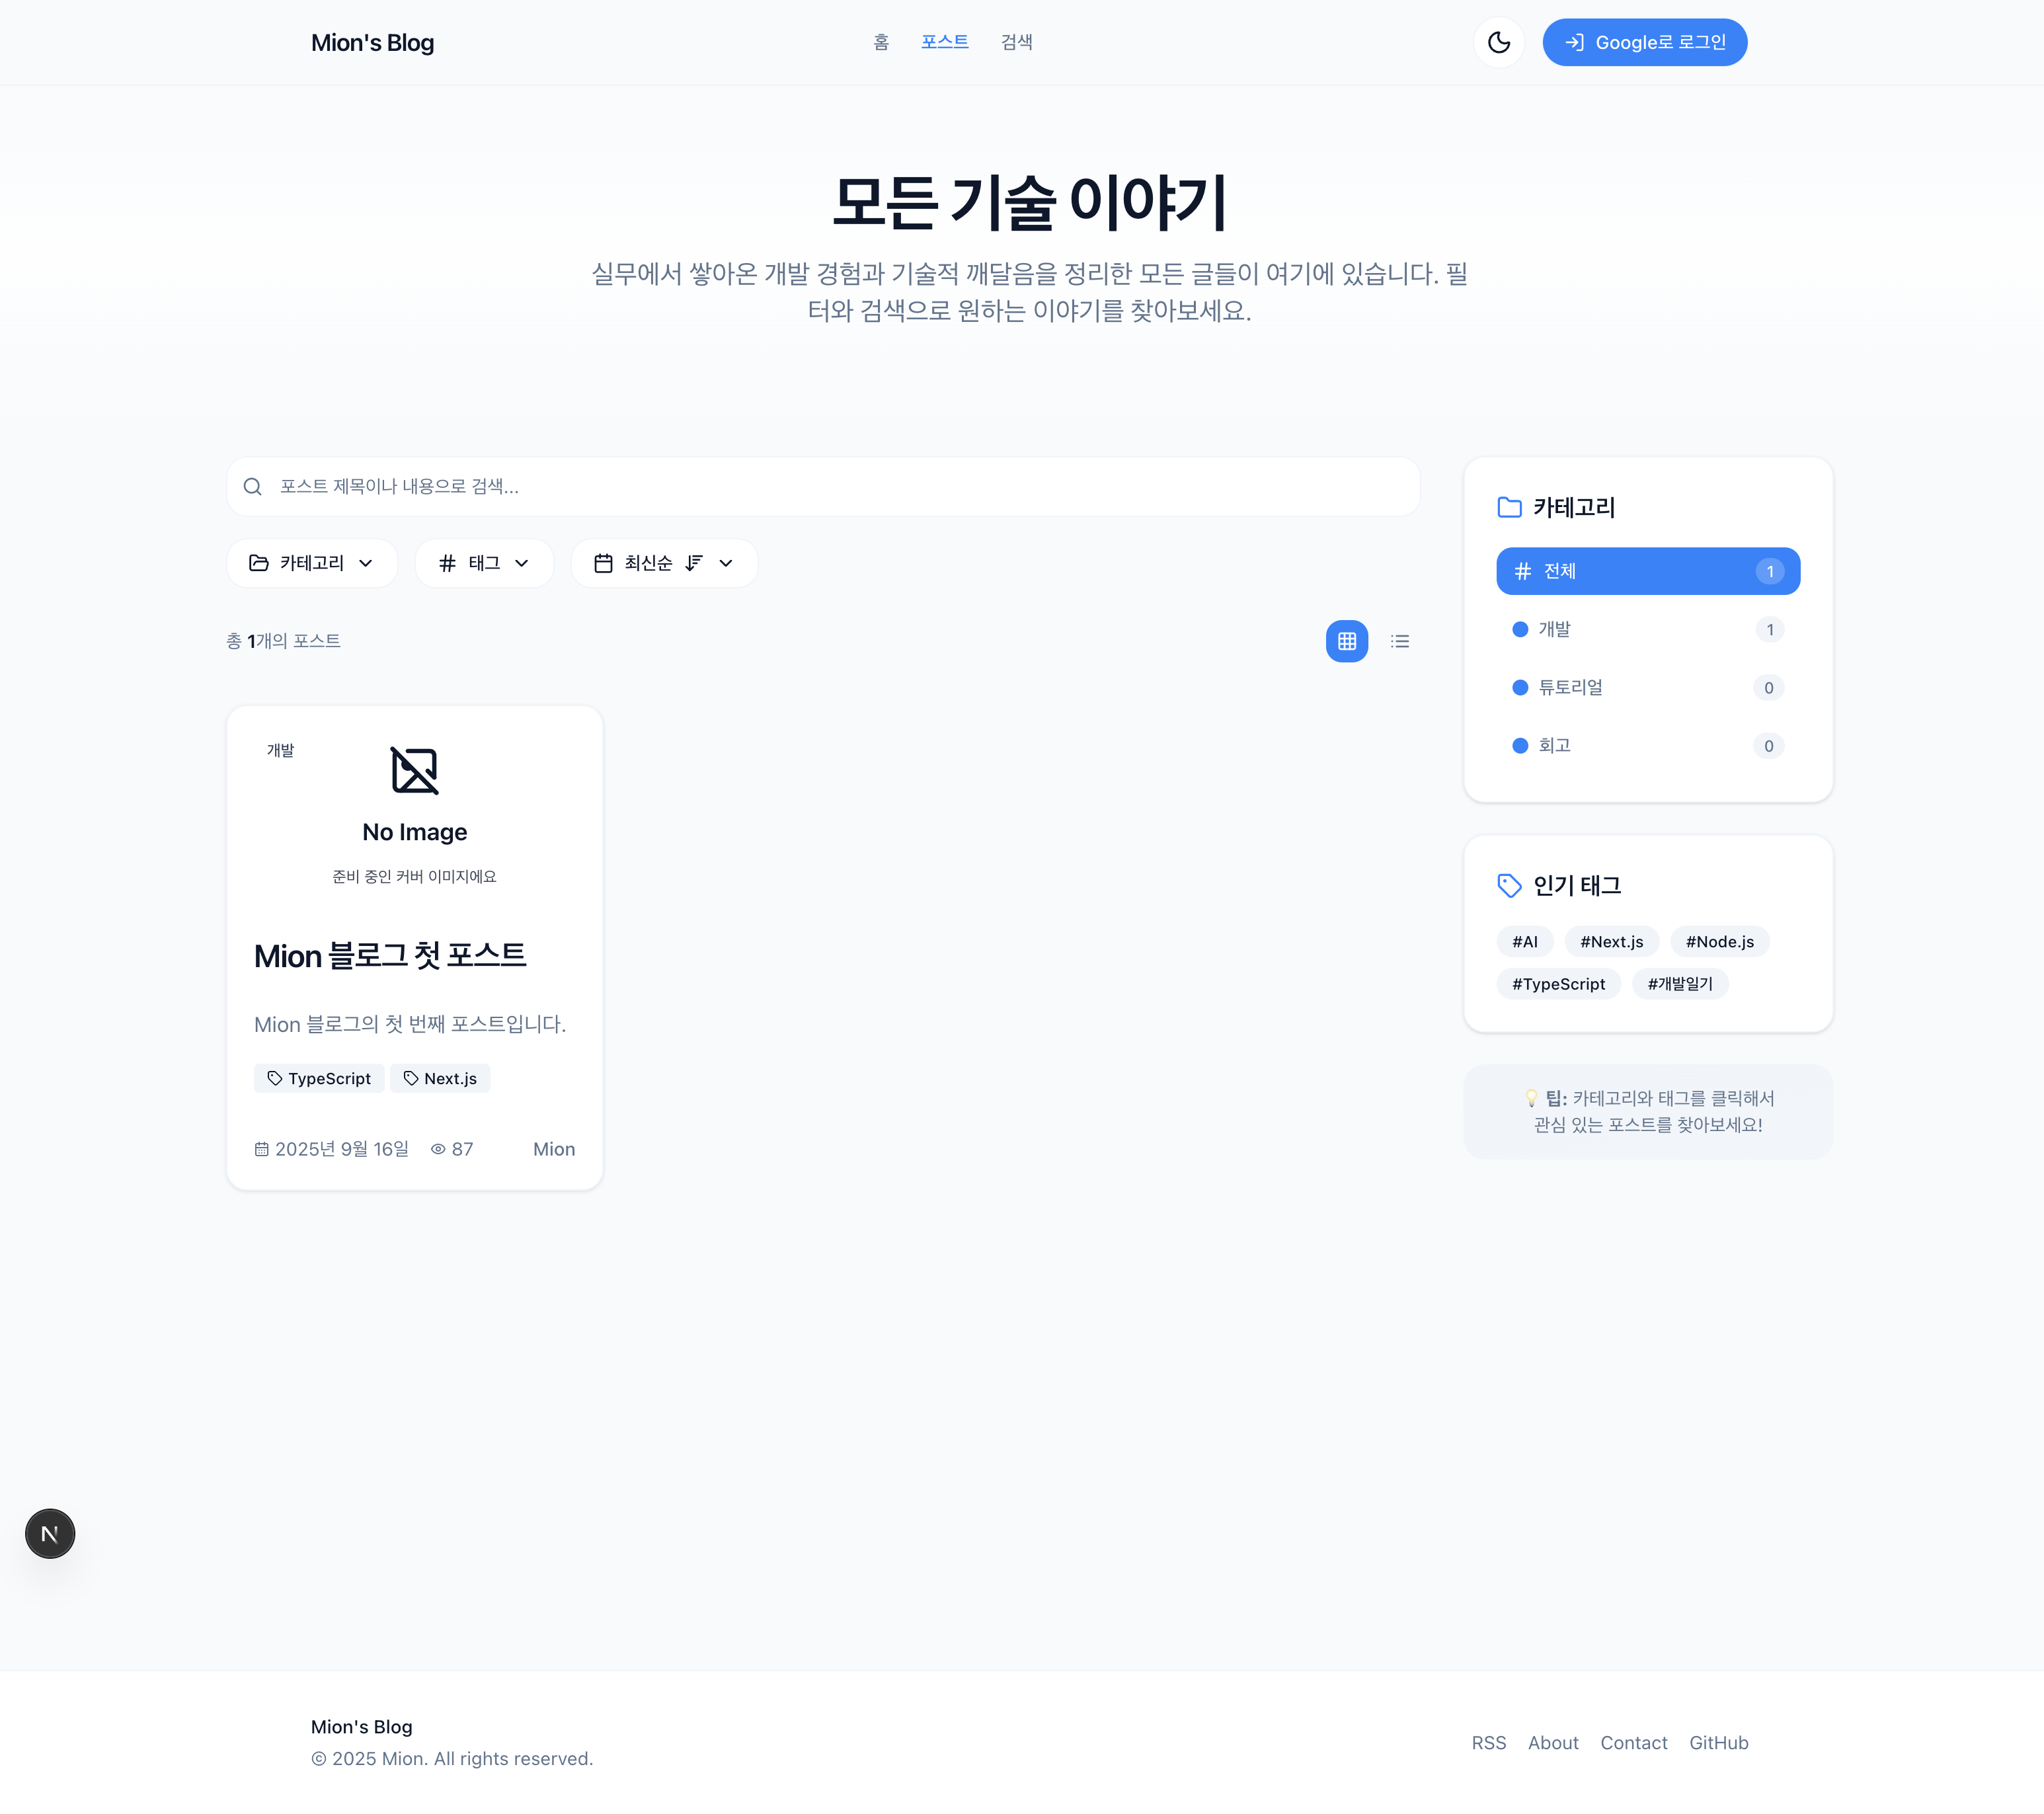 Mion's Blog
홈 포스트 검색
Google로 로그인
모든 기술 이야기
실무에서 쌓아온 개발 경험과 기술적 깨달음을 정리한 모든 글들이 여기에 있습니다. 필
터와 검색으로 원하는 이야기를 찾아보세요.
포스트 제목이나 내용으로 검색...
카테고리 # 태그 최신순
총 1개의 포스트
개발
No Image
준비 중인 커버 이미지에요
Mion 블로그 첫 포스트
Mion 블로그의 첫 번째 포스트입니다.
TypeScript Next.js
2025년 9월 16일 87 Mion
카테고리
# 전체 1
개발 1
튜토리얼 0
회고 0
인기 태그
#AI #Next.js #Node.js
#TypeScript #개발일기
💡 팁: 카테고리와 태그를 클릭해서
관심 있는 포스트를 찾아보세요!
N
Mion's Blog
© 2025 Mion. All rights reserved.
RSS About Contact GitHub